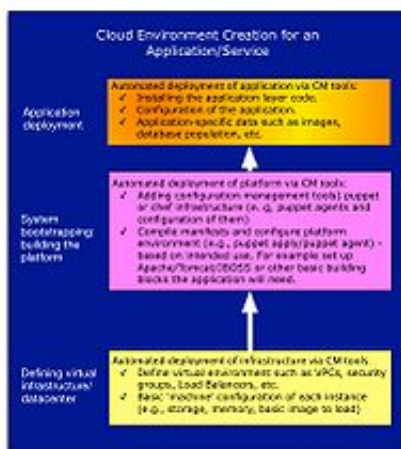 Cloud Environment Creation for an
Application/Service
Application
deployment
Automated deployment of application via CM tools:
✓ Installing the application layer code.
✓ Configuration of the application.
✓ Application-specific data such as images,
database population, etc.
System
bootstrapping:
building the
platform
Automated deployment of platform via CM tools:
✓ Adding configuration management tools) puppet
or chef infrastructure (e. g, puppet agents and
configuration of them)
✓ Compile manifests and configure platform
environment (e.g., puppet apply/puppet agent) -
based on intended use. For example set up
Apache/Tomcat/JBOSS or other basic building
blocks the application will need.
Defining virtual
infrastructure/
datacenter
Automated deployment of infrastructure via CM tools:
✓ Define virtual environment such as VPCs, security
groups, Load Balancers, etc.
✓ Basic 'machine' configuration of each instance
(e.g., storage, memory, basic image to load)